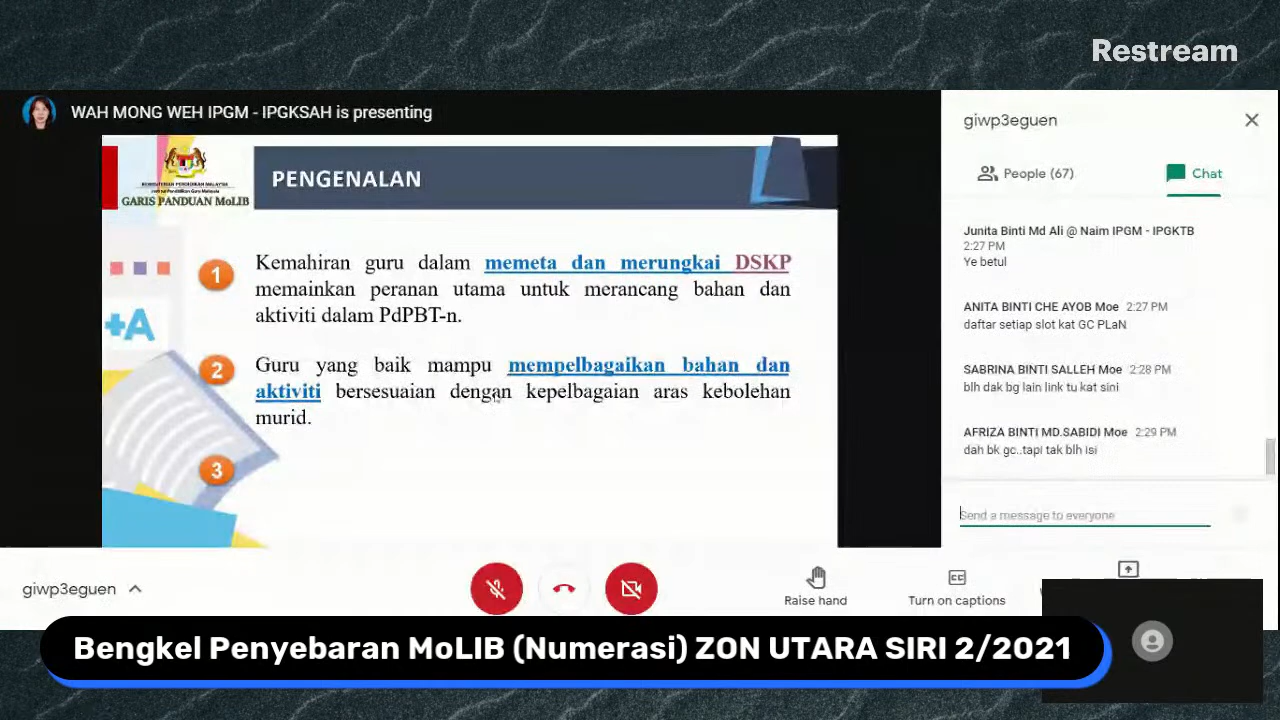 Restream
WAH MONG WEH IPGM - IPGKSAH is presenting
KEMENTERIAN PENDIDIKAN MALAYSIA
GARIS PANDUAN MoLIB
PENGENALAN
1
Kemahiran guru dalam memeta dan merungkai DSKP
memainkan peranan utama untuk merancang bahan dan
aktiviti dalam PdPBT-n.
2
Guru yang baik mampu mempelbagaikan bahan dan
aktiviti bersesuaian dengan kepelbagaian aras kebolehan
murid.
3
+A
giwp3eguen
People (67)
Chat
Junita Binti Md Ali @ Naim IPGM - IPGKTB
2:27 PM
Ye betul
ANITA BINTI CHE AYOB Moe 2:27 PM
daftar setiap slot kat GC PLaN
SABRINA BINTI SALLEH Moe 2:28 PM
blh dak bg lain link tu kat sini
AFRIZA BINTI MD.SABIDI Moe 2:29 PM
dah bk gc..tapi tak blh isi
Send a message to everyone
giwp3eguen
Raise hand
Turn on captions
Bengkel Penyebaran MoLIB (Numerasi) ZON UTARA SIRI 2/2021